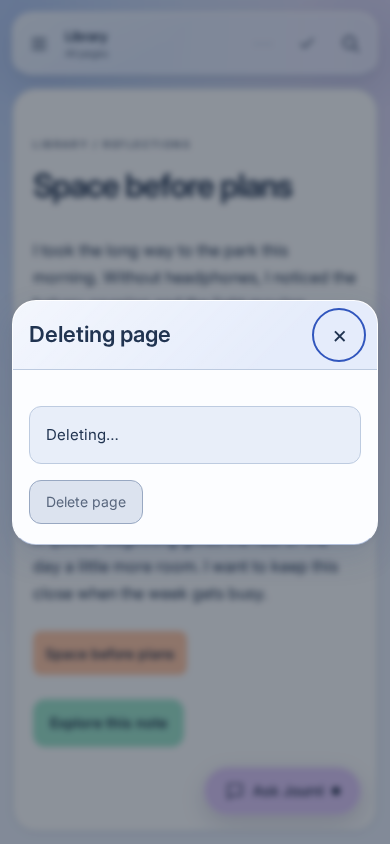 Library
LIBRARY / REFLECTIONS
Space before plans
I took the long way to the park this
morning. Without headphones, I noticed the
Deleting page
×
Deleting...
Delete page
day a little more room. I want to keep this
close when the week gets busy.
Space before plans
Explore this note
Ask